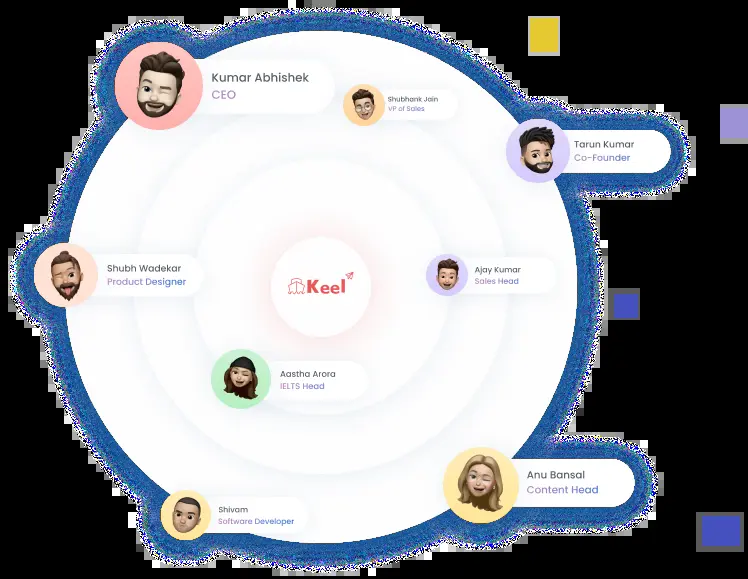 Kumar Abhishek
CEO
Shubhank Jain
VP of Sales
Tarun Kumar
Co-Founder
Shubh Wadekar
Product Designer
Keel
Ajay Kumar
Sales Head
Aastha Arora
IELTS Head
Anu Bansal
Content Head
Shivam
Software Developer